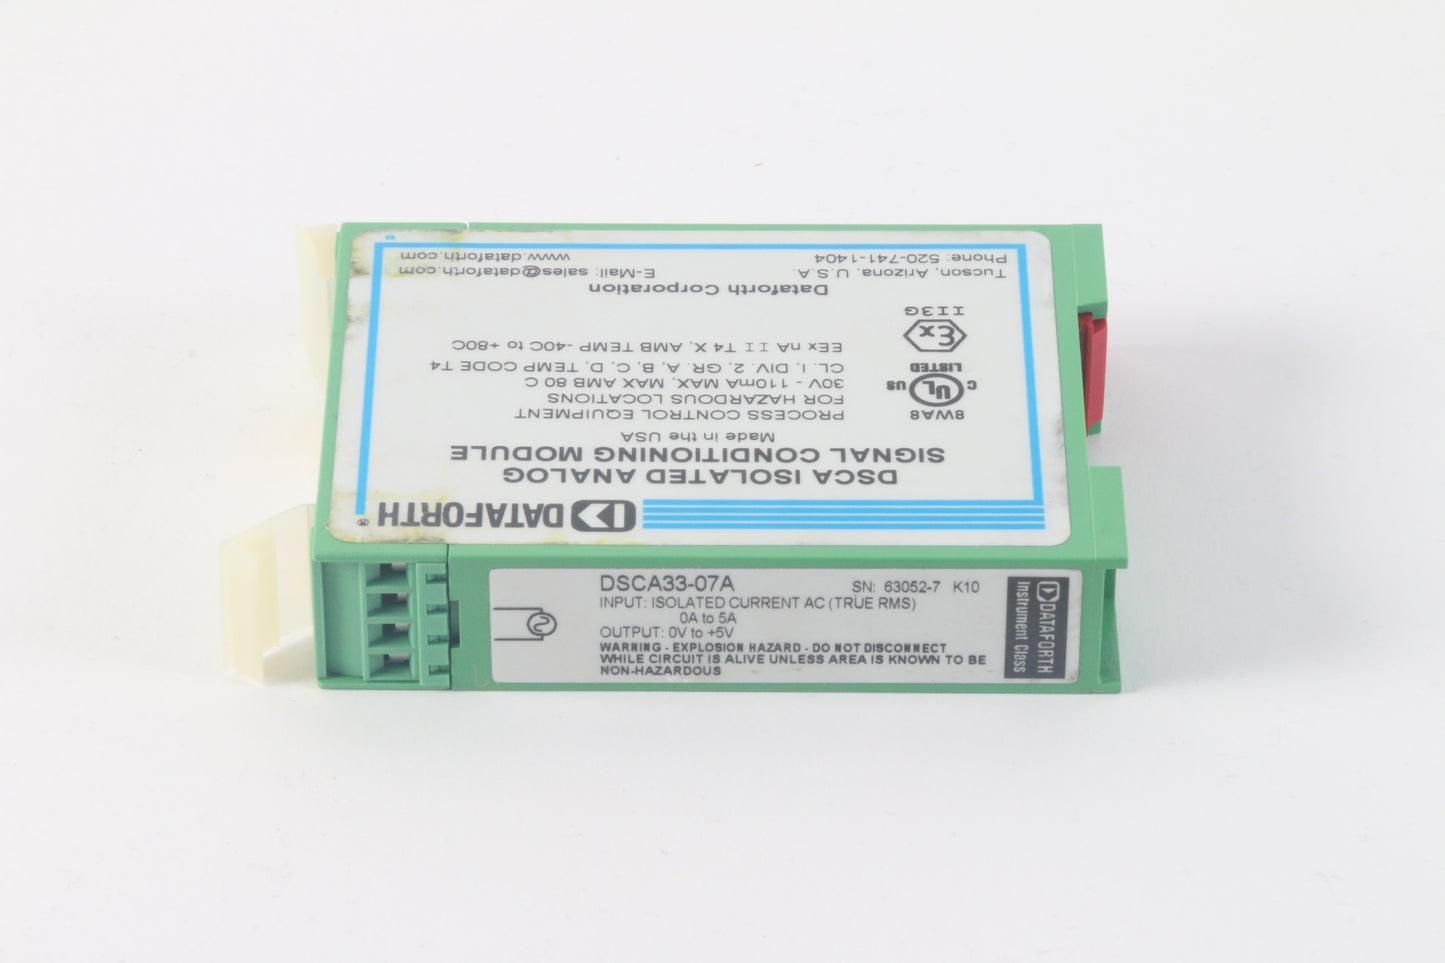 DATAFORTH®
DSCA ISOLATED ANALOG
SIGNAL CONDITIONING MODULE
Made in the USA
PROCESS CONTROL EQUIPMENT
FOR HAZARDOUS LOCATIONS
30V - 110mA MAX, MAX AMB 80 C
CL. I, DIV. 2, GR. A, B, C, D, TEMP CODE T4
8WA8
C UL US
LISTED
EEx nA II T4 X, AMB TEMP -40C to +80C
Ex
II3G
Dataforth Corporation
Tucson, Arizona, U.S.A.
E-Mail: sales@dataforth.com
Phone: 520-741-1404
www.dataforth.com
DSCA33-07A
SN: 63052-7 K10
INPUT: ISOLATED CURRENT AC (TRUE RMS)
0A to 5A
OUTPUT: 0V to +5V
WARNING - EXPLOSION HAZARD - DO NOT DISCONNECT
WHILE CIRCUIT IS ALIVE UNLESS AREA IS KNOWN TO BE
NON-HAZARDOUS
DATAFORTH
Instrument Class